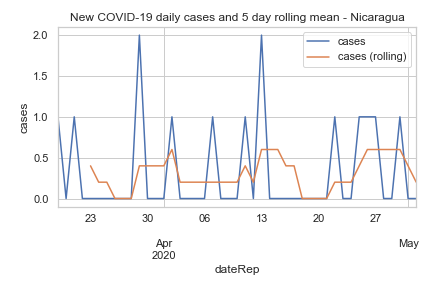 New COVID-19 daily cases and 5 day rolling mean - Nicaragua
cases
cases (rolling)
cases
2.0
1.5
1.0
0.5
0.0
23 30 06 13 20 27
Apr May
2020
dateRep